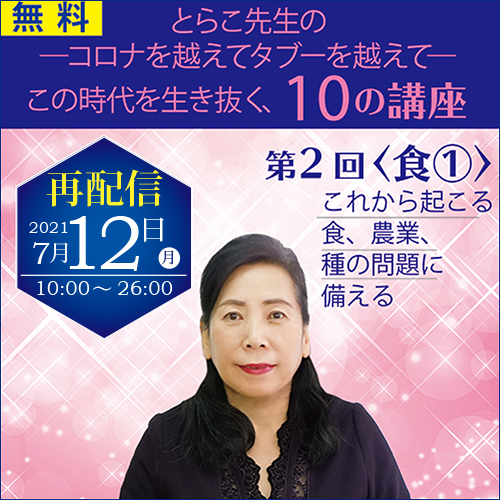 無料
とらこ先生の
―コロナを越えてタブーを越えて―
この時代を生き抜く、10の講座
第2回〈食①〉
これから起こる
食、農業、
種の問題に
備える
再配信
2021
7月12日(月)
10:00～26:00